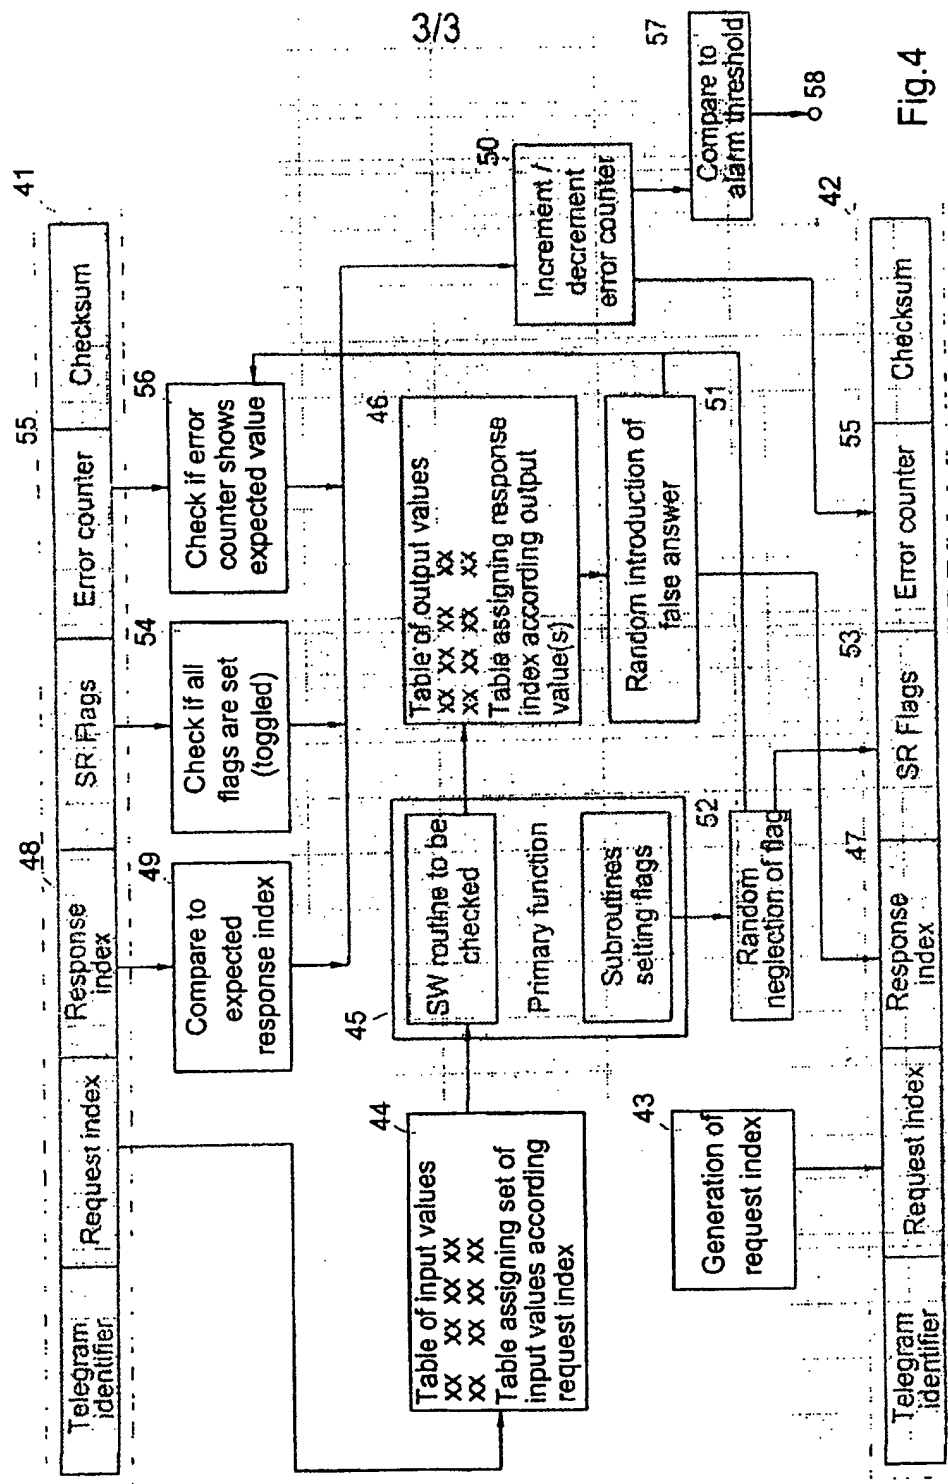 3/3
41
Telegram
identifier
Request index
Response
index
48
SR Flags
Error counter
55
Checksum
49
Compare to
expected
response index
54
Check if all
flags are set
(toggled)
56
Check if error
counter shows
expected value
44
Table of input values
xx xx xx xx
xx xx xx xx
Table assigning set of
input values according
request index
45
SW routine to be
checked
Primary function
Subroutines
setting flags
46
Table of output values
xx xx xx xx
xx xx xx xx
Table assigning response
index according output
value(s)
50
Increment /
decrement
error counter
57
Compare to
alarm threshold
58
43
Generation of
request index
52
Random
neglection of flag
51
Random introduction of
false answer
42
Telegram
identifier
Request index
Response
index
47
SR Flags
53
Error counter
55
Checksum
Fig.4